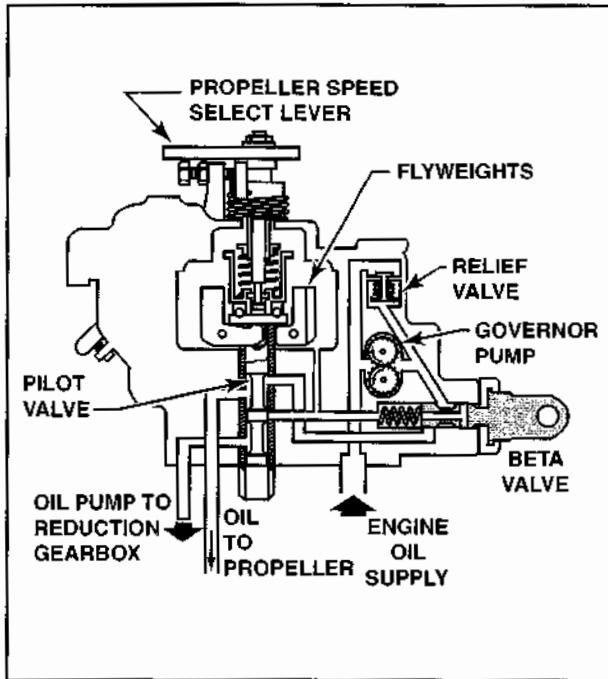 PROPELLER SPEED
SELECT LEVER
FLYWEIGHTS
RELIEF
VALVE
GOVERNOR
PUMP
PILOT
VALVE
BETA
VALVE
OIL PUMP TO
REDUCTION
GEARBOX
OIL
TO
PROPELLER
ENGINE
OIL
SUPPLY